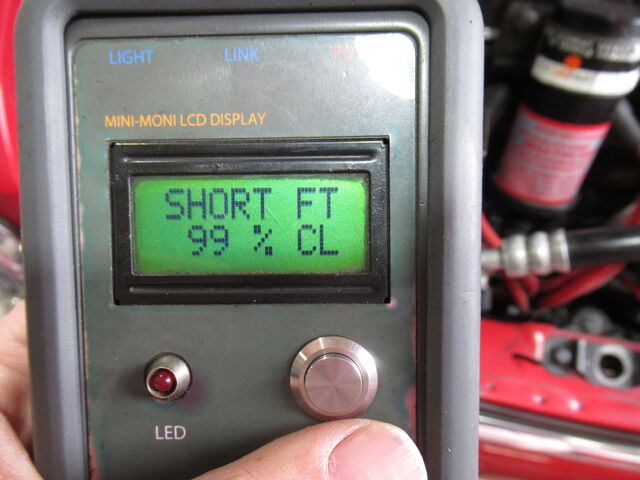 LIGHT LINK
MINI-MONI LCD DISPLAY
SHORT FT
99 % CL
LED